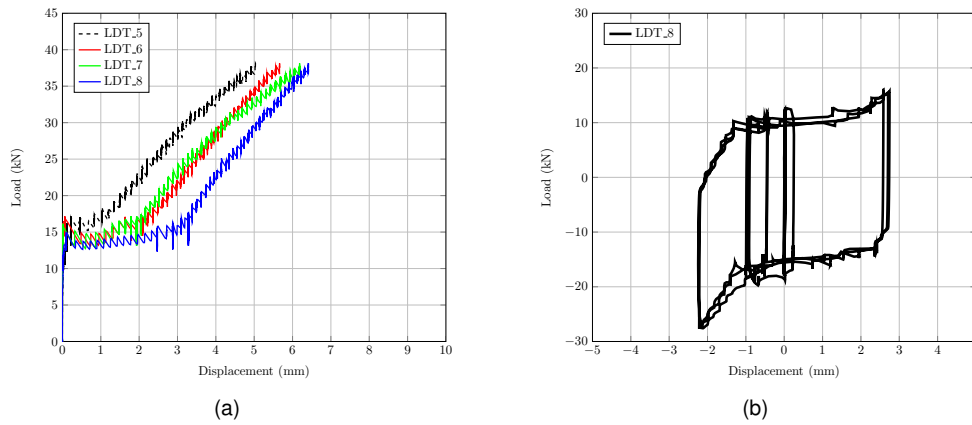 45
40
35
30
25
20
15
10
5
0
Load (kN)
LDT_5
LDT_6
LDT_7
LDT_8
0 1 2 3 4 5 6 7 8 9 10
Displacement (mm)
(a)
30
20
10
0
−10
−20
−30
Load (kN)
LDT_8
−5 −4 −3 −2 −1 0 1 2 3 4
Displacement (mm)
(b)